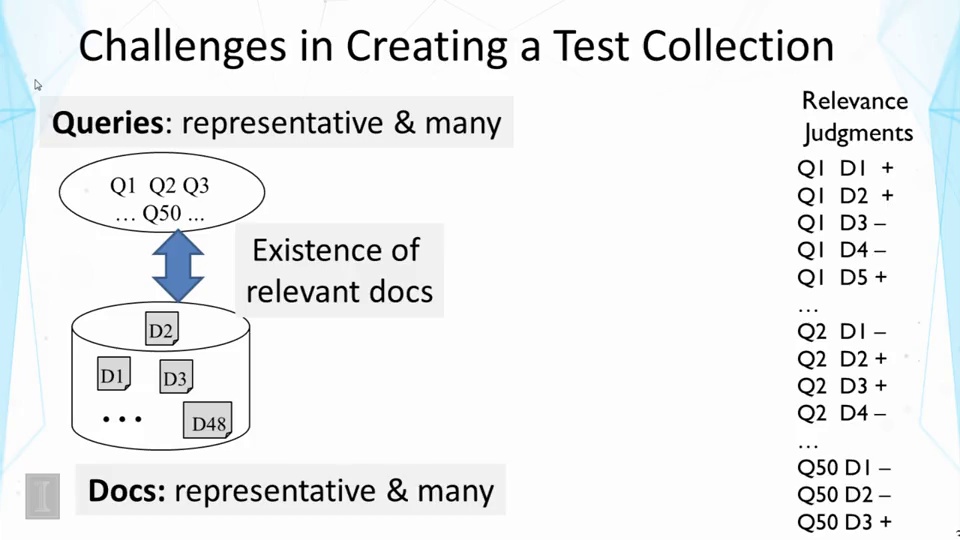 Challenges in Creating a Test Collection
Queries: representative & many
Q1 Q2 Q3
... Q50 ...
Existence of
relevant docs
D2
D1 D3
...
D48
Docs: representative & many
Relevance
Judgments
Q1 D1 +
Q1 D2 +
Q1 D3 –
Q1 D4 –
Q1 D5 +
...
Q2 D1 –
Q2 D2 +
Q2 D3 +
Q2 D4 –
...
Q50 D1 –
Q50 D2 –
Q50 D3 +